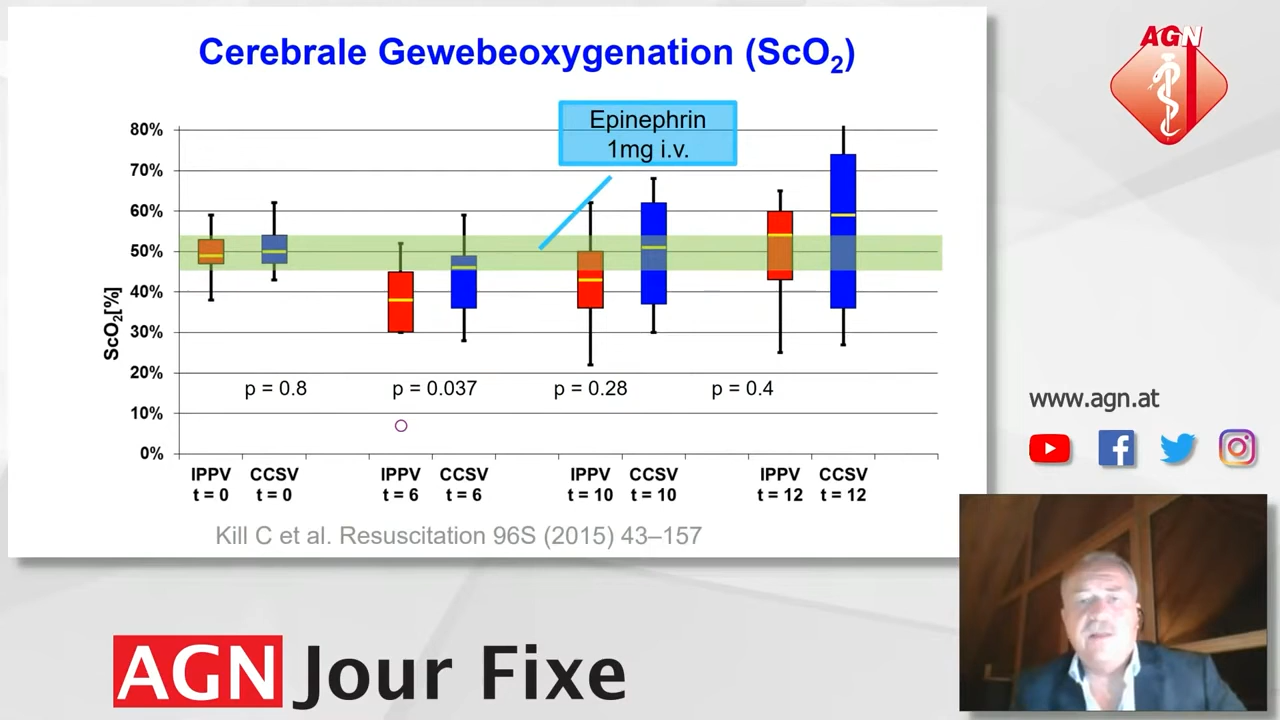 Cerebrale Gewebeoxygenation (ScO₂)
Epinephrin
1mg i.v.
80%
70%
60%
50%
40%
30%
20%
10%
0%
ScO₂[%]
p = 0.8
p = 0.037
p = 0.28
p = 0.4
IPPV
t = 0
CCSV
t = 0
IPPV
t = 6
CCSV
t = 6
IPPV
t = 10
CCSV
t = 10
IPPV
t = 12
CCSV
t = 12
Kill C et al. Resuscitation 96S (2015) 43–157
AGN
www.agn.at
AGN Jour Fixe